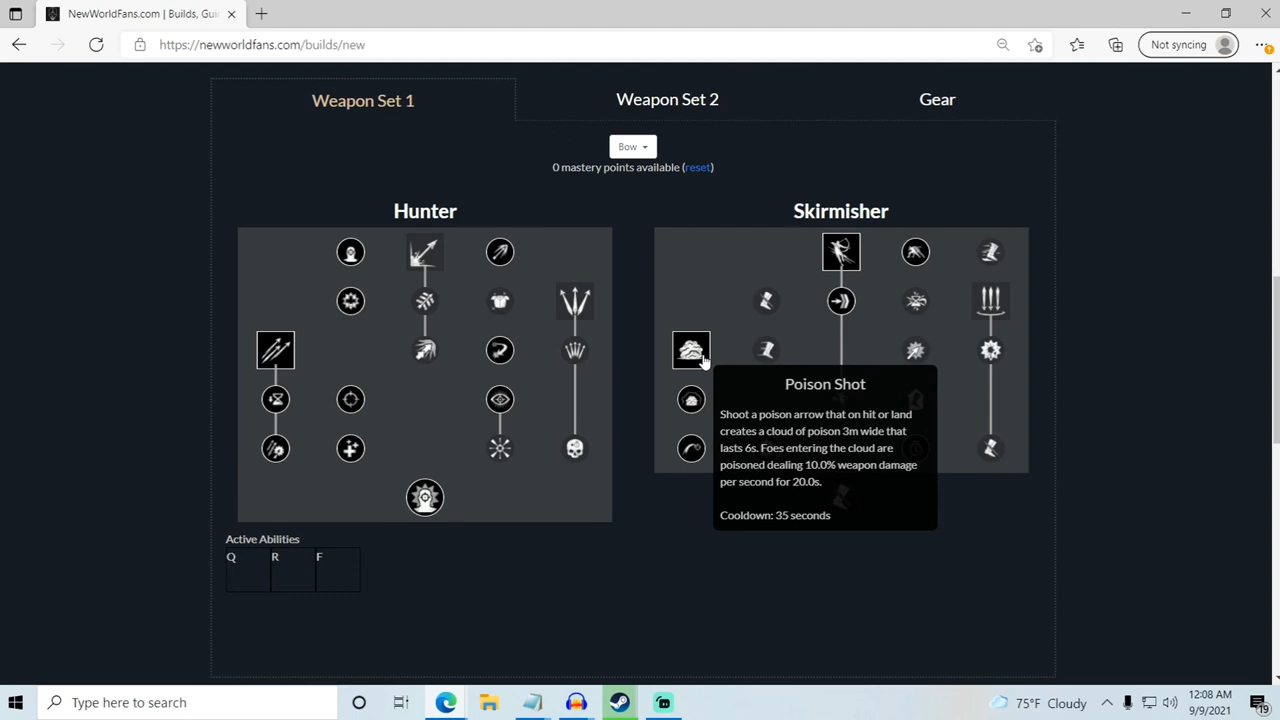 NewWorldFans.com | Builds, Gui
https://newworldfans.com/builds/new
Not syncing
Weapon Set 1
Weapon Set 2
Gear
Bow
0 mastery points available (reset)
Hunter
Skirmisher
Poison Shot
Shoot a poison arrow that on hit or land
creates a cloud of poison 3m wide that
lasts 6s. Foes entering the cloud are
poisoned dealing 10.0% weapon damage
per second for 20.0s.
Cooldown: 35 seconds
Active Abilities
Q
R
F
Type here to search
75°F Cloudy
12:08 AM
9/9/2021
19